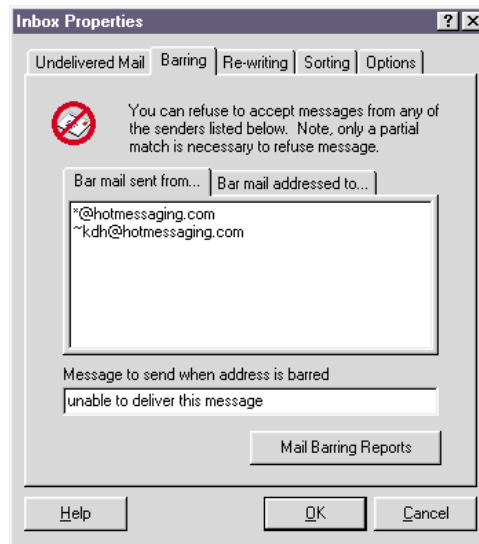 Inbox Properties
Undelivered Mail Barring Re-writing Sorting Options
You can refuse to accept messages from any of
the senders listed below. Note, only a partial
match is necessary to refuse message.
Bar mail sent from... Bar mail addressed to...
*@hotmessaging.com
~kdh@hotmessaging.com
Message to send when address is barred
unable to deliver this message
Mail Barring Reports
Help OK Cancel